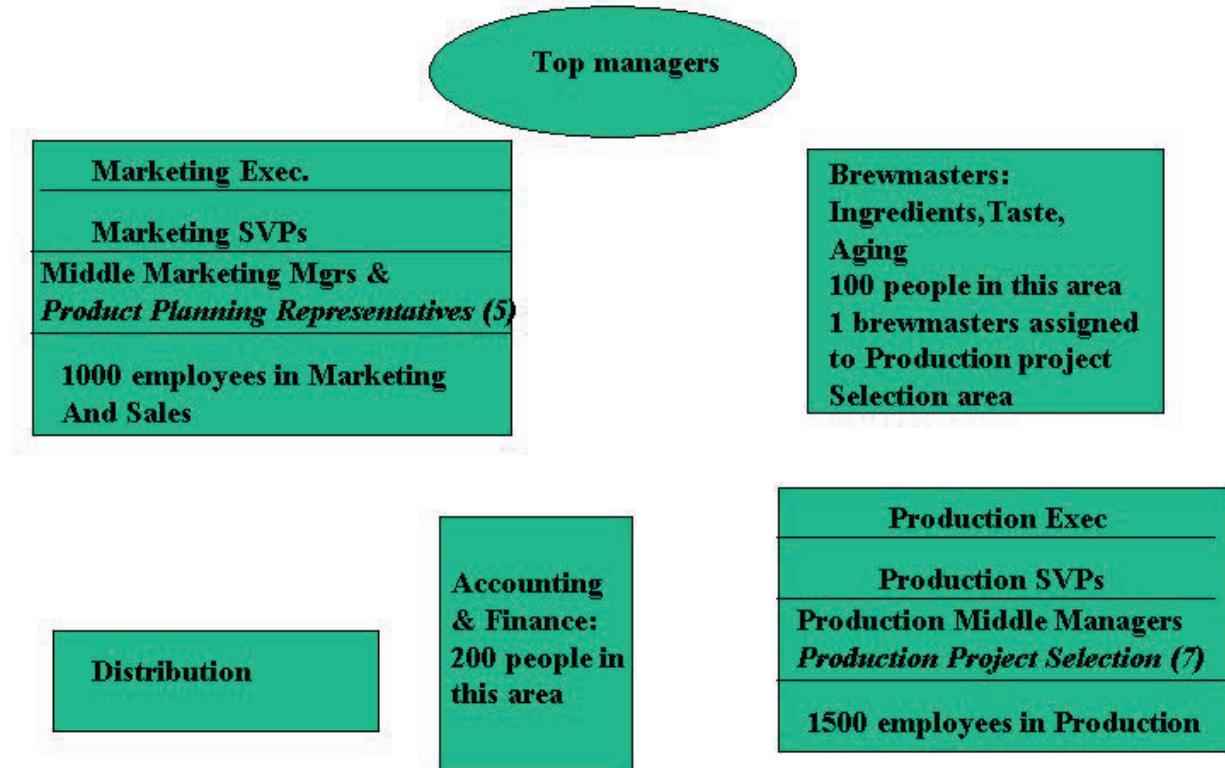 Top managers
Marketing Exec.
Marketing SVPs
Middle Marketing Mgrs &
Product Planning Representatives (5)
1000 employees in Marketing
And Sales
Brewmasters:
Ingredients,Taste,
Aging
100 people in this area
1 brewmasters assigned
to Production project
Selection area
Distribution
Accounting
& Finance:
200 people in
this area
Production Exec
Production SVPs
Production Middle Managers
Production Project Selection (7)
1500 employees in Production